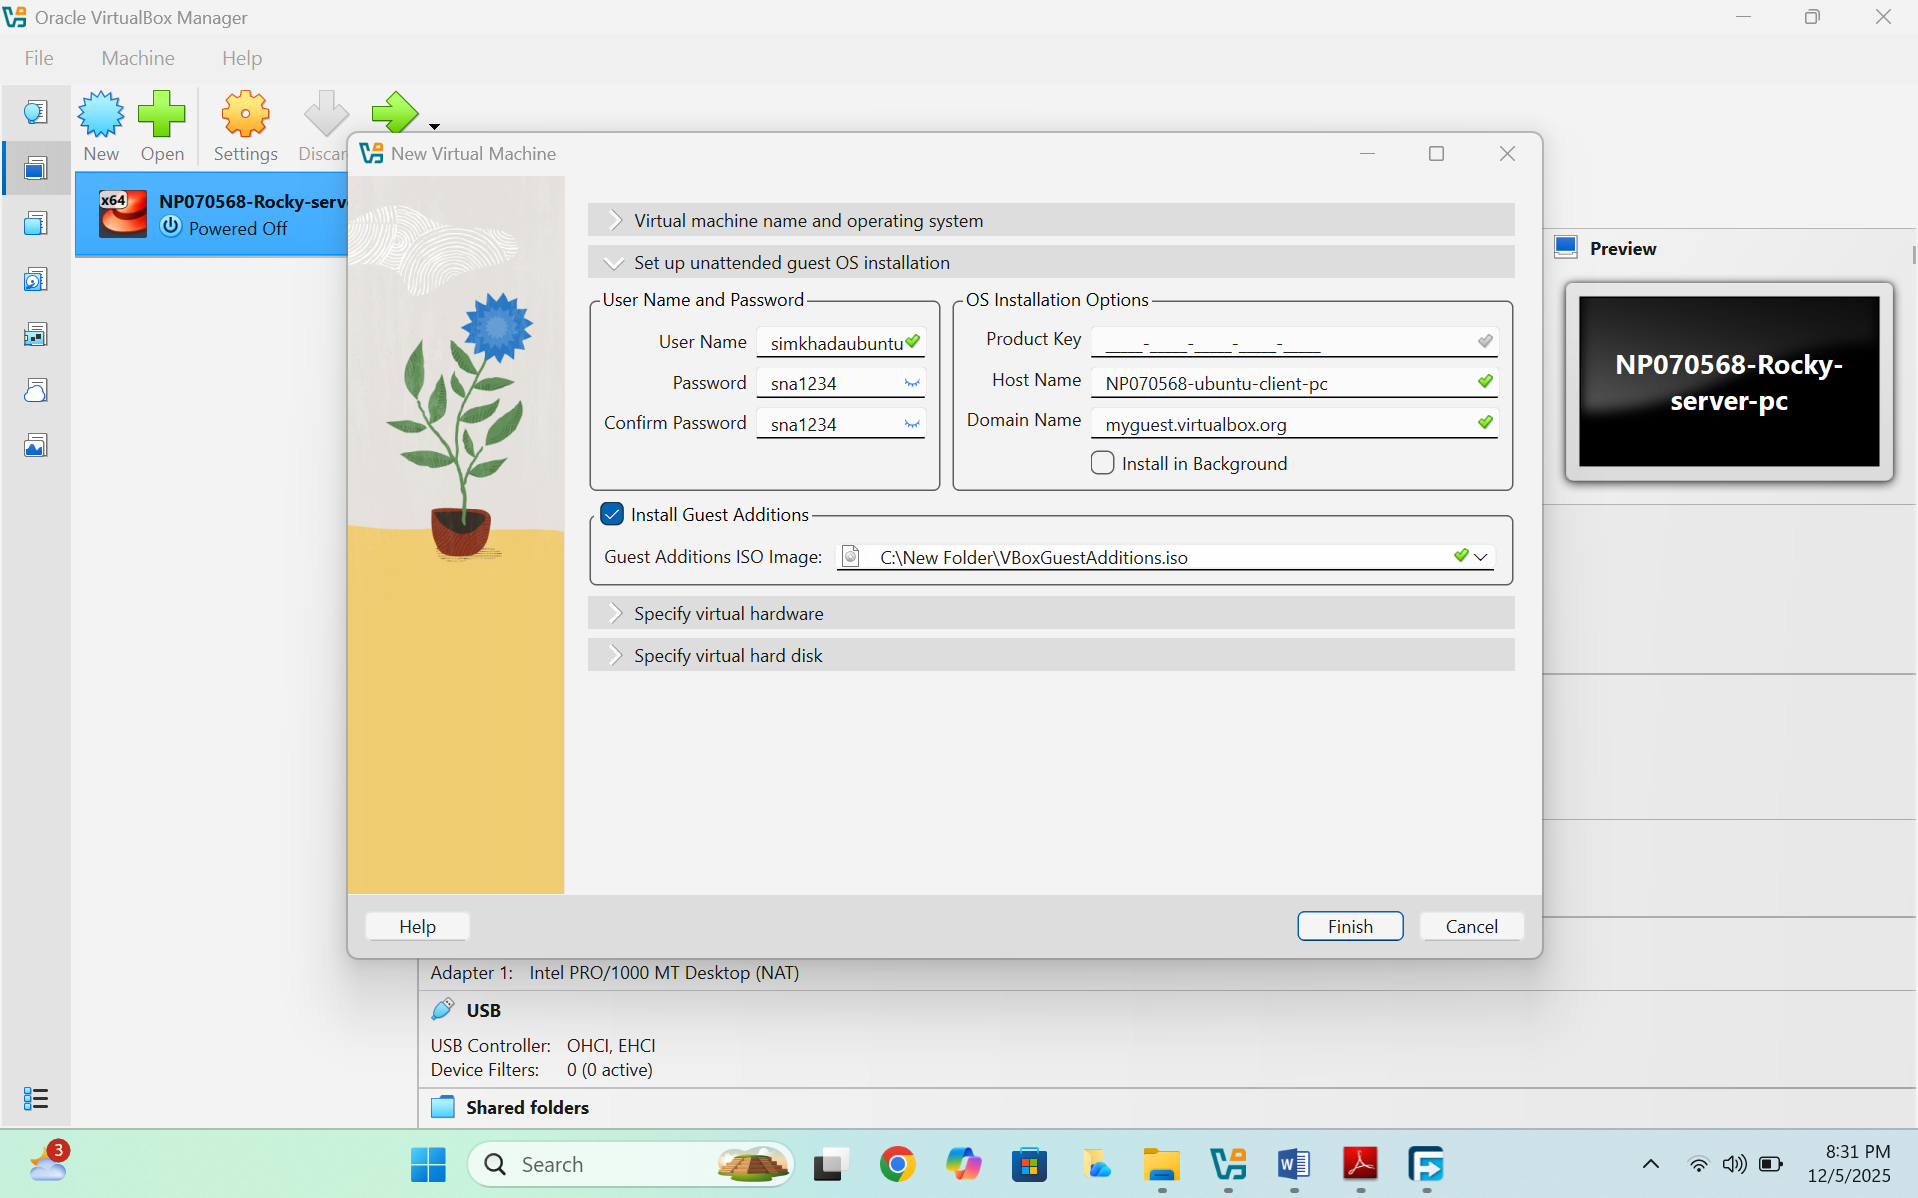 Oracle VirtualBox Manager
File Machine Help
New Open Settings Discar
New Virtual Machine
x64
NP070568-Rocky-serv
Powered Off
Virtual machine name and operating system
Set up unattended guest OS installation
User Name and Password
User Name simkhadaubuntu
Password sna1234
Confirm Password sna1234
OS Installation Options
Product Key _____-_____-_____-_____-_____
Host Name NP070568-ubuntu-client-pc
Domain Name myguest.virtualbox.org
Install in Background
Install Guest Additions
Guest Additions ISO Image: C:\New Folder\VBoxGuestAdditions.iso
Specify virtual hardware
Specify virtual hard disk
Help Finish Cancel
Preview
NP070568-Rocky-
server-pc
Adapter 1: Intel PRO/1000 MT Desktop (NAT)
USB
USB Controller: OHCI, EHCI
Device Filters: 0 (0 active)
Shared folders
3
Search
8:31 PM
12/5/2025